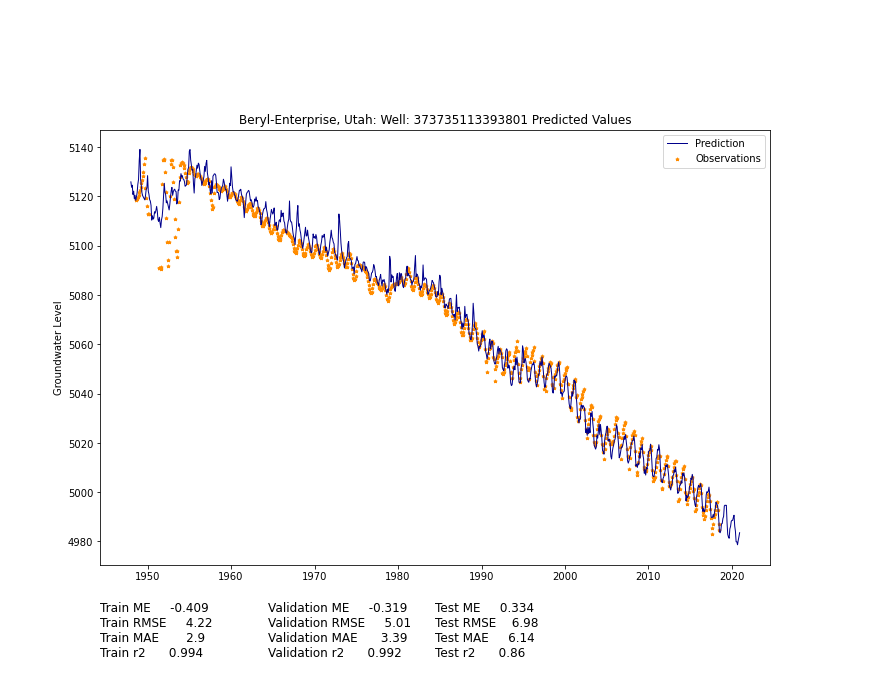 Beryl-Enterprise, Utah: Well: 373735113393801 Predicted Values
Prediction
Observations
Groundwater Level
5140
5120
5100
5080
5060
5040
5020
5000
4980
1950 1960 1970 1980 1990 2000 2010 2020
Train ME -0.409 Validation ME -0.319 Test ME 0.334
Train RMSE 4.22 Validation RMSE 5.01 Test RMSE 6.98
Train MAE 2.9 Validation MAE 3.39 Test MAE 6.14
Train r2 0.994 Validation r2 0.992 Test r2 0.86